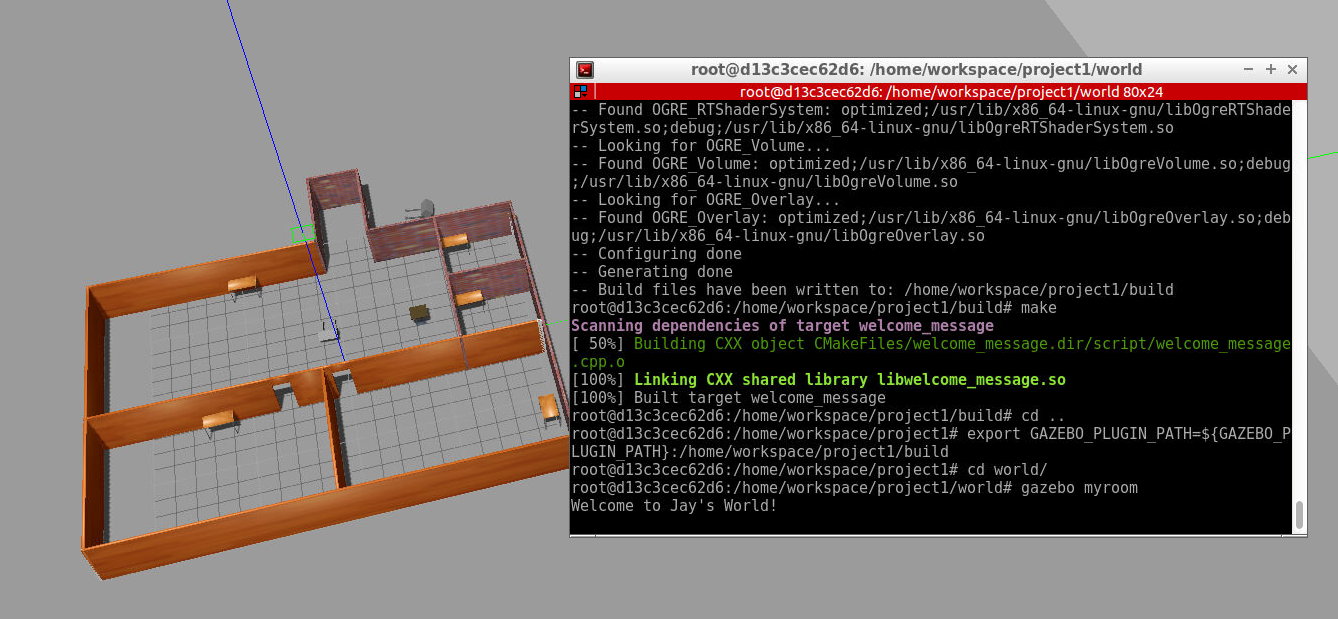 root@d13c3cec62d6: /home/workspace/project1/world
root@d13c3cec62d6: /home/workspace/project1/world 80x24
-- Found OGRE_RTShaderSystem: optimized;/usr/lib/x86_64-linux-gnu/libOgreRTShade
rSystem.so;debug;/usr/lib/x86_64-linux-gnu/libOgreRTShaderSystem.so
-- Looking for OGRE_Volume...
-- Found OGRE_Volume: optimized;/usr/lib/x86_64-linux-gnu/libOgreVolume.so;debug
;/usr/lib/x86_64-linux-gnu/libOgreVolume.so
-- Looking for OGRE_Overlay...
-- Found OGRE_Overlay: optimized;/usr/lib/x86_64-linux-gnu/libOgreOverlay.so;deb
ug;/usr/lib/x86_64-linux-gnu/libOgreOverlay.so
-- Configuring done
-- Generating done
-- Build files have been written to: /home/workspace/project1/build
root@d13c3cec62d6:/home/workspace/project1/build# make
Scanning dependencies of target welcome_message
[ 50%] Building CXX object CMakeFiles/welcome_message.dir/script/welcome_message
.cpp.o
[100%] Linking CXX shared library libwelcome_message.so
[100%] Built target welcome_message
root@d13c3cec62d6:/home/workspace/project1/build# cd ..
root@d13c3cec62d6:/home/workspace/project1# export GAZEBO_PLUGIN_PATH=${GAZEBO_P
LUGIN_PATH}:/home/workspace/project1/build
root@d13c3cec62d6:/home/workspace/project1# cd world/
root@d13c3cec62d6:/home/workspace/project1/world# gazebo myroom
Welcome to Jay's World!